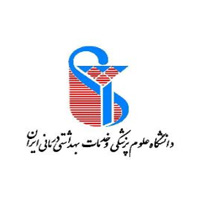 دانشگاه علوم پزشکی و خدمات بهداشتی درمانی ایران